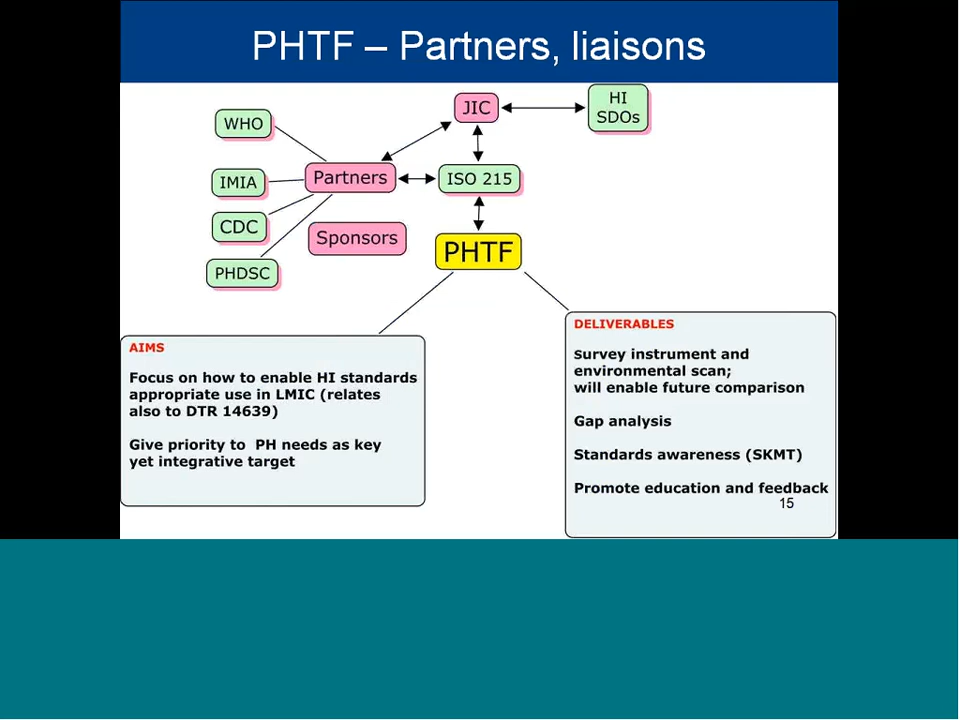 PHTF – Partners, liaisons
JIC
HI
SDOs
WHO
Partners
ISO 215
IMIA
CDC
Sponsors
PHTF
PHDSC
AIMS
Focus on how to enable HI standards
appropriate use in LMIC (relates
also to DTR 14639)
Give priority to PH needs as key
yet integrative target
DELIVERABLES
Survey instrument and
environmental scan;
will enable future comparison
Gap analysis
Standards awareness (SKMT)
Promote education and feedback
15